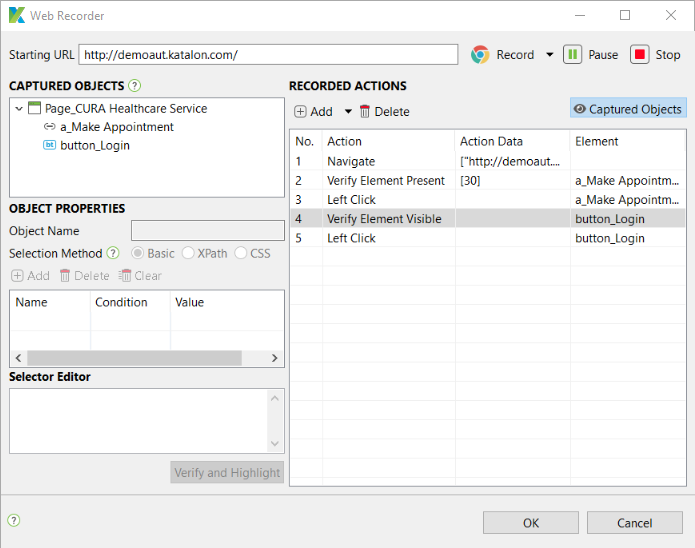 Web Recorder
Starting URL http://demoaut.katalon.com/ Record Pause Stop
CAPTURED OBJECTS ?
Page_CURA Healthcare Service
a_Make Appointment
bt button_Login
OBJECT PROPERTIES
Object Name
Selection Method ? Basic XPath CSS
Add Delete Clear
Name Condition Value
Selector Editor
Verify and Highlight
RECORDED ACTIONS
Add Delete Captured Objects
No. Action Action Data Element
1 Navigate ["http://demoaut....
2 Verify Element Present [30] a_Make Appointm...
3 Left Click a_Make Appointm...
4 Verify Element Visible button_Login
5 Left Click button_Login
? OK Cancel